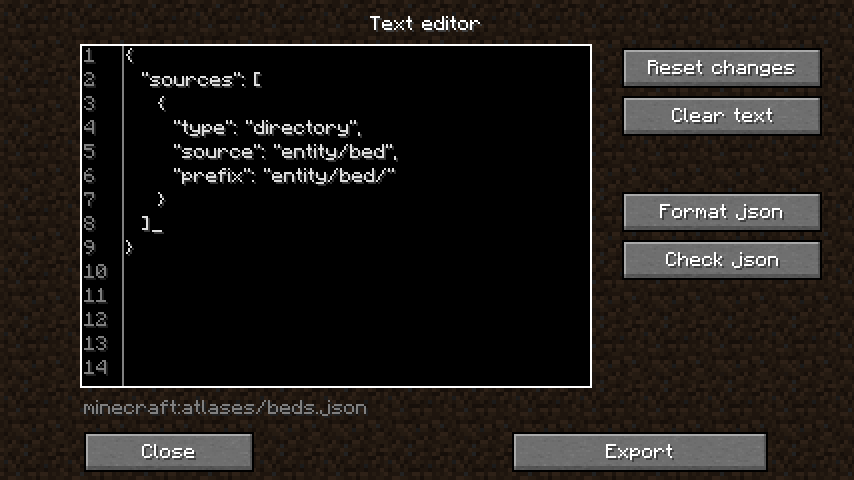 Text editor
1 {
2   "sources": [
3     {
4       "type": "directory",
5       "source": "entity/bed",
6       "prefix": "entity/bed/"
7     }
8   ]_
9 }
10
11
12
13
14
minecraft:atlases/beds.json
Reset changes
Clear text
Format json
Check json
Close
Export